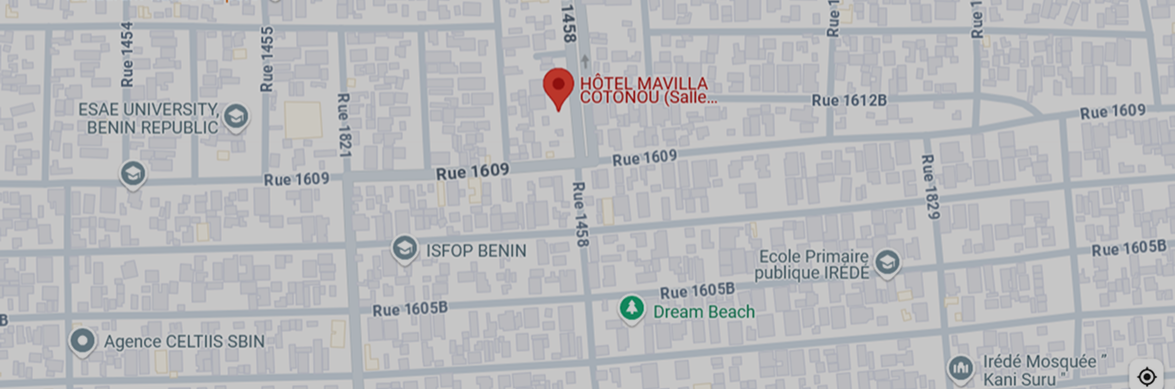 1458
Rue 1454
Rue 1455
Rue 1
Rue 1
HÔTEL MAVILLA
COTONOU (Salle...
ESAE UNIVERSITY,
BENIN REPUBLIC
Rue 1821
Rue 1612B
Rue 1609
Rue 1609
Rue 1609
Rue 1609
Rue 1829
Rue 1458
ISFOP BENIN
Ecole Primaire
publique IRÉDÉ
Rue 1605B
Rue 1605B
Rue 1605B
Dream Beach
B
Agence CELTIIS SBIN
Irédé Mosquée "
Kani Suru "